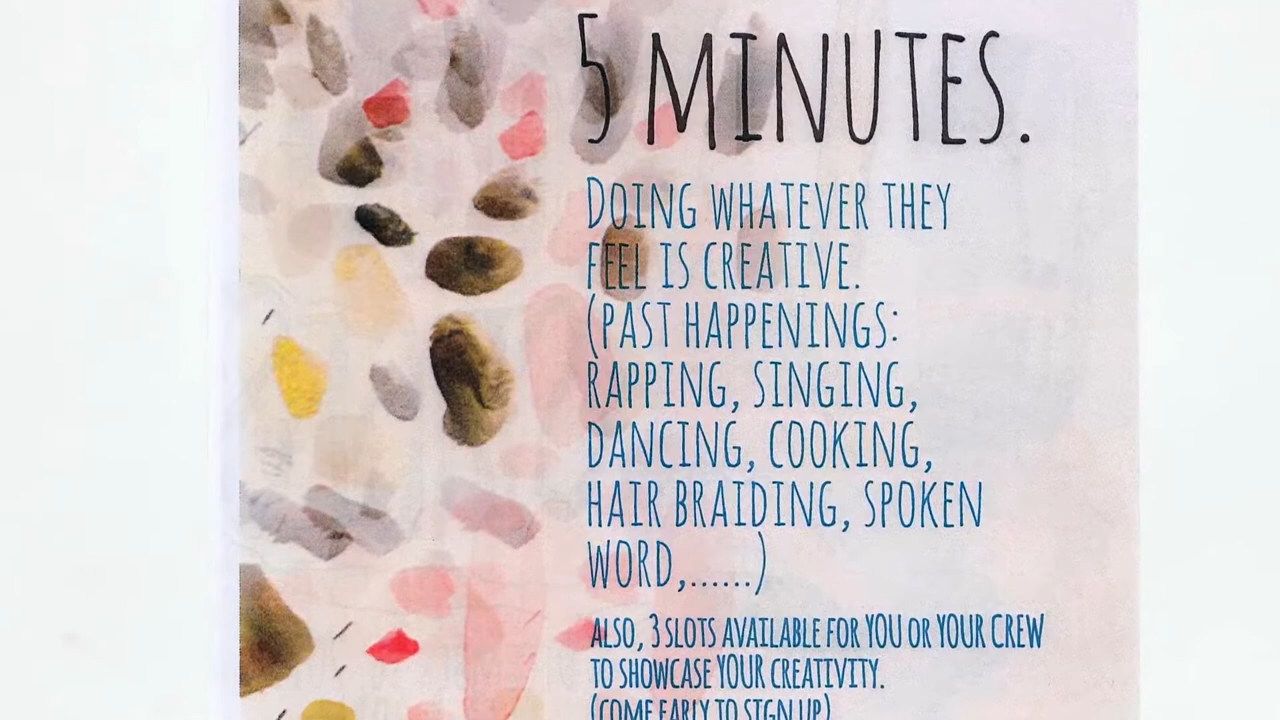 5 MINUTES.
DOING WHATEVER THEY
FEEL IS CREATIVE.
(PAST HAPPENINGS:
RAPPING, SINGING,
DANCING, COOKING,
HAIR BRAIDING, SPOKEN
WORD,......)
ALSO, 3 SLOTS AVAILABLE FOR YOU OR YOUR CREW
TO SHOWCASE YOUR CREATIVITY.
(COME EARLY TO SIGN UP)